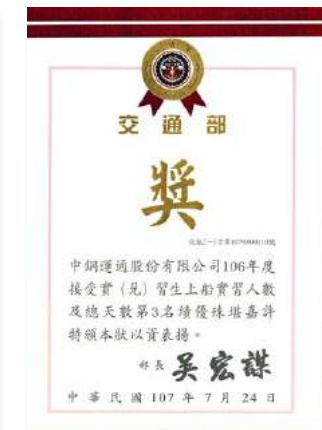 交通部
獎
中鋼運通股份有限公司106年度
接受實(見)習生上船實習人數
及總天數第3名績優殊堪嘉許
特頒本狀以資表揚。
部長 吳宏謀
中華民國107年7月24日